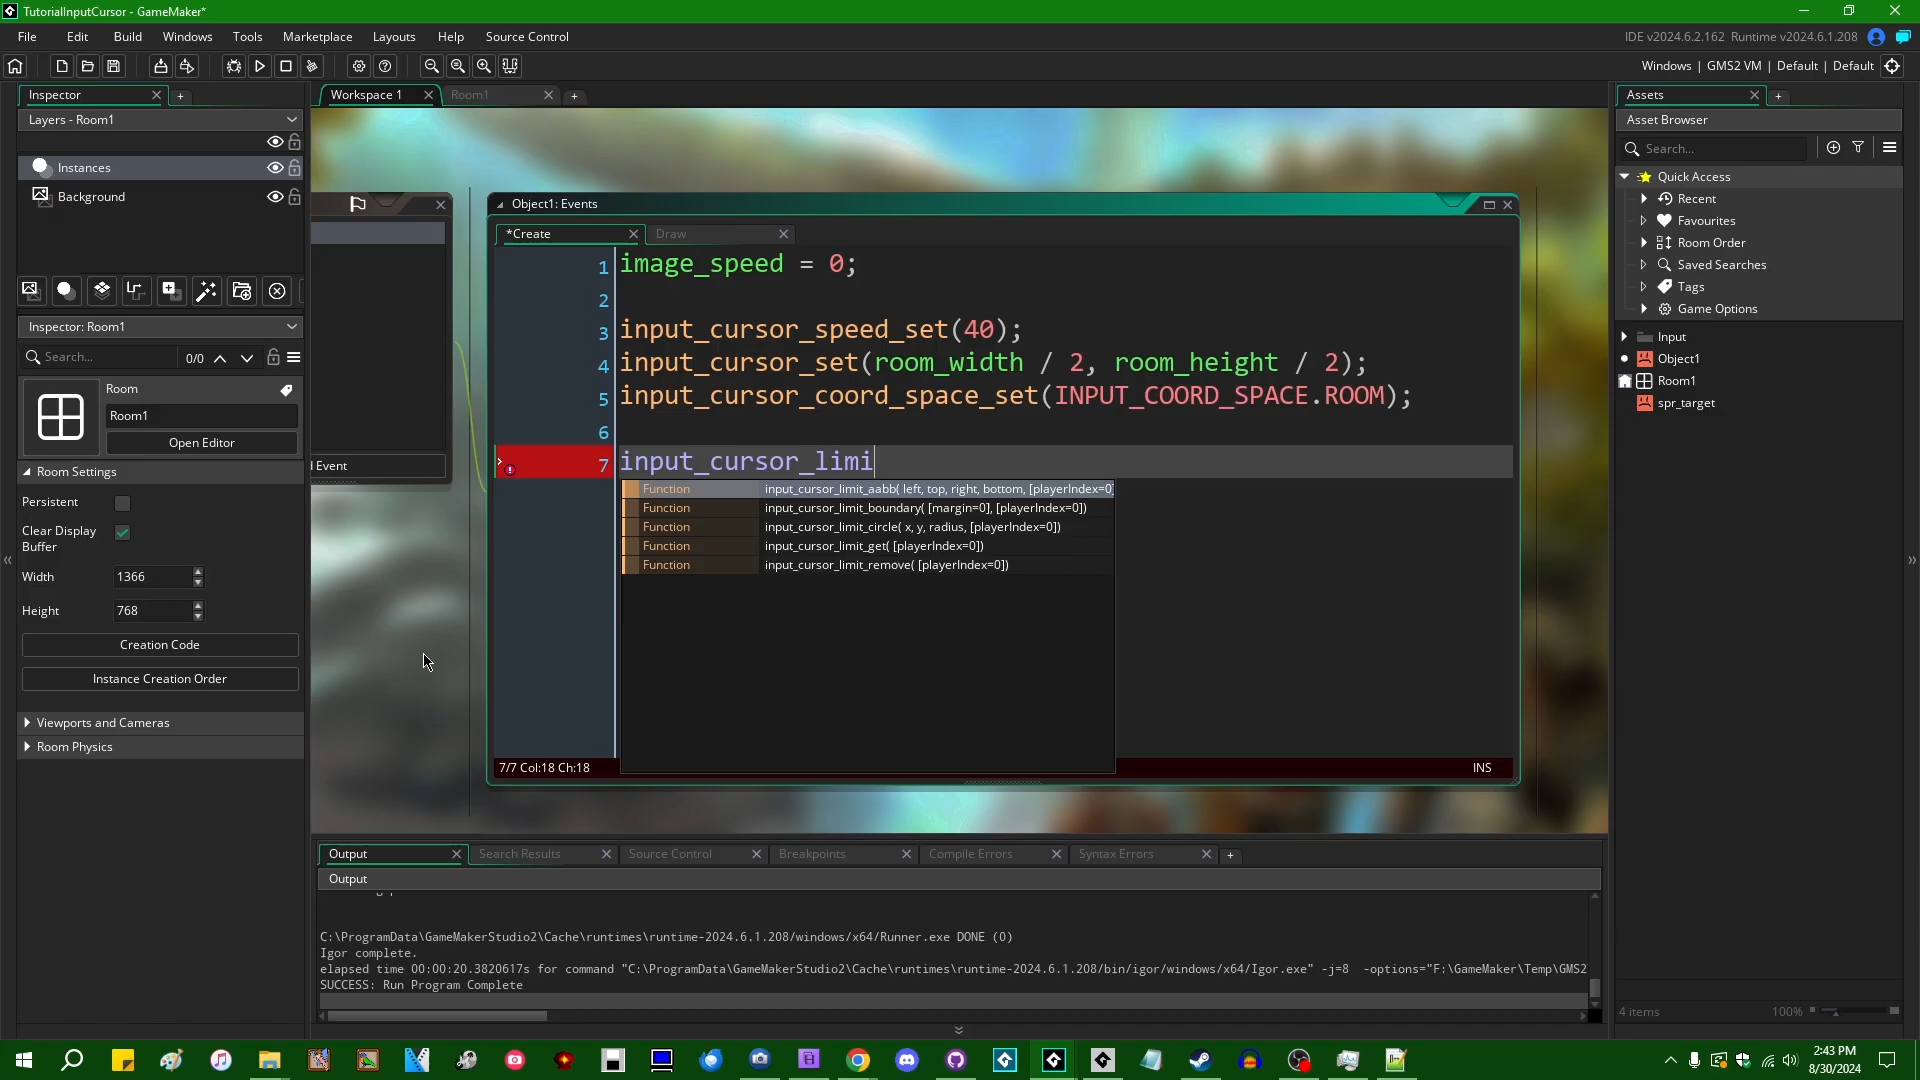 TutorialInputCursor - GameMaker*
File Edit Build Windows Tools Marketplace Layouts Help Source Control
IDE v2024.6.2.162 Runtime v2024.6.1.208
Windows | GMS2 VM | Default | Default
Inspector
Workspace 1
Room1
Assets
Layers - Room1
Asset Browser
Search...
Instances
Background
Quick Access
Recent
Favourites
Room Order
Saved Searches
Tags
Game Options
Input
Object1
Room1
spr_target
Inspector: Room1
Search... 0/0
Room
Room1
Open Editor
Room Settings
Persistent
Clear Display
Buffer
Width 1366
Height 768
Creation Code
Instance Creation Order
Viewports and Cameras
Room Physics
d Event
Object1: Events
*Create
Draw
1 image_speed = 0;
2
3 input_cursor_speed_set(40);
4 input_cursor_set(room_width / 2, room_height / 2);
5 input_cursor_coord_space_set(INPUT_COORD_SPACE.ROOM);
6
7 input_cursor_limi
Function input_cursor_limit_aabb( left, top, right, bottom, [playerIndex=0]
Function input_cursor_limit_boundary( [margin=0], [playerIndex=0])
Function input_cursor_limit_circle( x, y, radius, [playerIndex=0])
Function input_cursor_limit_get( [playerIndex=0])
Function input_cursor_limit_remove( [playerIndex=0])
7/7 Col:18 Ch:18
INS
Output
Search Results
Source Control
Breakpoints
Compile Errors
Syntax Errors
Output
C:\ProgramData\GameMakerStudio2\Cache\runtimes\runtime-2024.6.1.208/windows/x64/Runner.exe DONE (0)
Igor complete.
elapsed time 00:00:20.3820617s for command "C:\ProgramData\GameMakerStudio2\Cache\runtimes\runtime-2024.6.1.208/bin/igor/windows/x64/Igor.exe" -j=8 -options="F:\GameMaker\Temp\GMS2
SUCCESS: Run Program Complete
4 items
100%
2:43 PM
8/30/2024